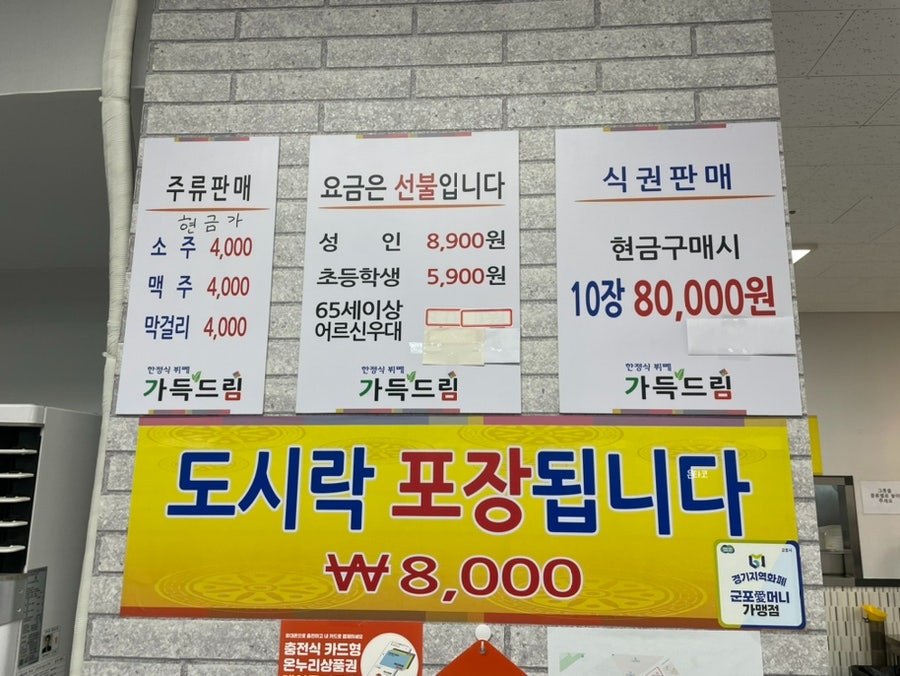 주류판매
현금가
소 주 4,000
맥 주 4,000
막걸리 4,000
한정식 뷔페
가득드림
요금은 선불입니다
성 인 8,900원
초등학생 5,900원
65세이상
어르신우대
한정식 뷔페
가득드림
식권판매
현금구매시
10장 80,000원
한정식 뷔페
가득드림
도시락 포장됩니다
₩8,000
경기지역화폐
군포愛머니
가맹점
충전식 카드형
온누리상품권